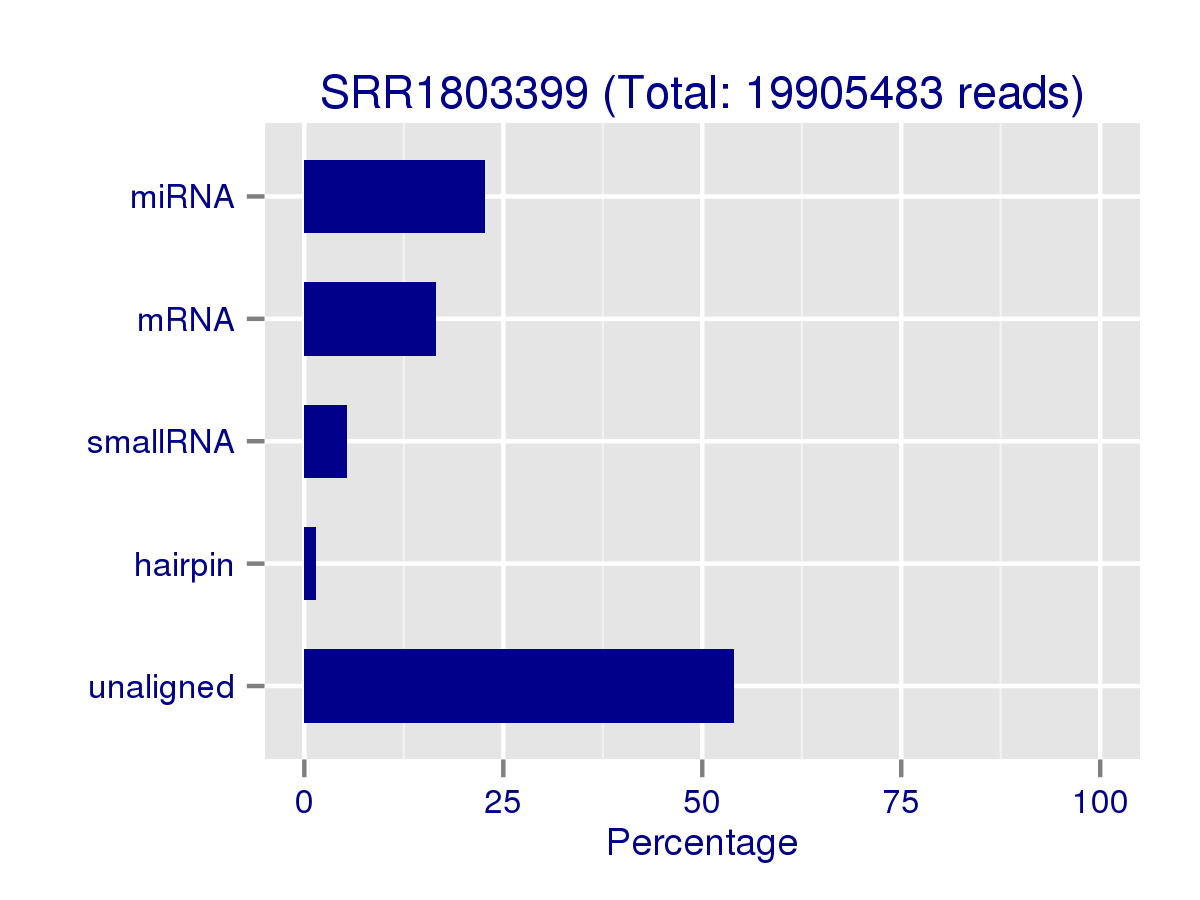 SRR1803399 (Total: 19905483 reads)
miRNA
mRNA
smallRNA
hairpin
unaligned
0 25 50 75 100
Percentage